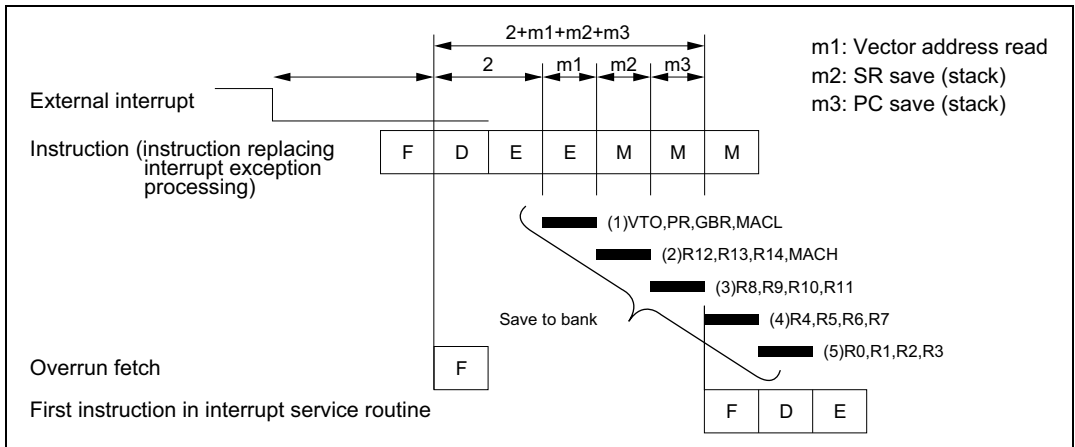 2+m1+m2+m3
2 m1 m2 m3
m1: Vector address read
m2: SR save (stack)
m3: PC save (stack)
External interrupt
Instruction (instruction replacing
interrupt exception
processing)
F D E E M M M
(1)VTO,PR,GBR,MACL
(2)R12,R13,R14,MACH
(3)R8,R9,R10,R11
Save to bank
(4)R4,R5,R6,R7
(5)R0,R1,R2,R3
Overrun fetch
F
First instruction in interrupt service routine
F D E